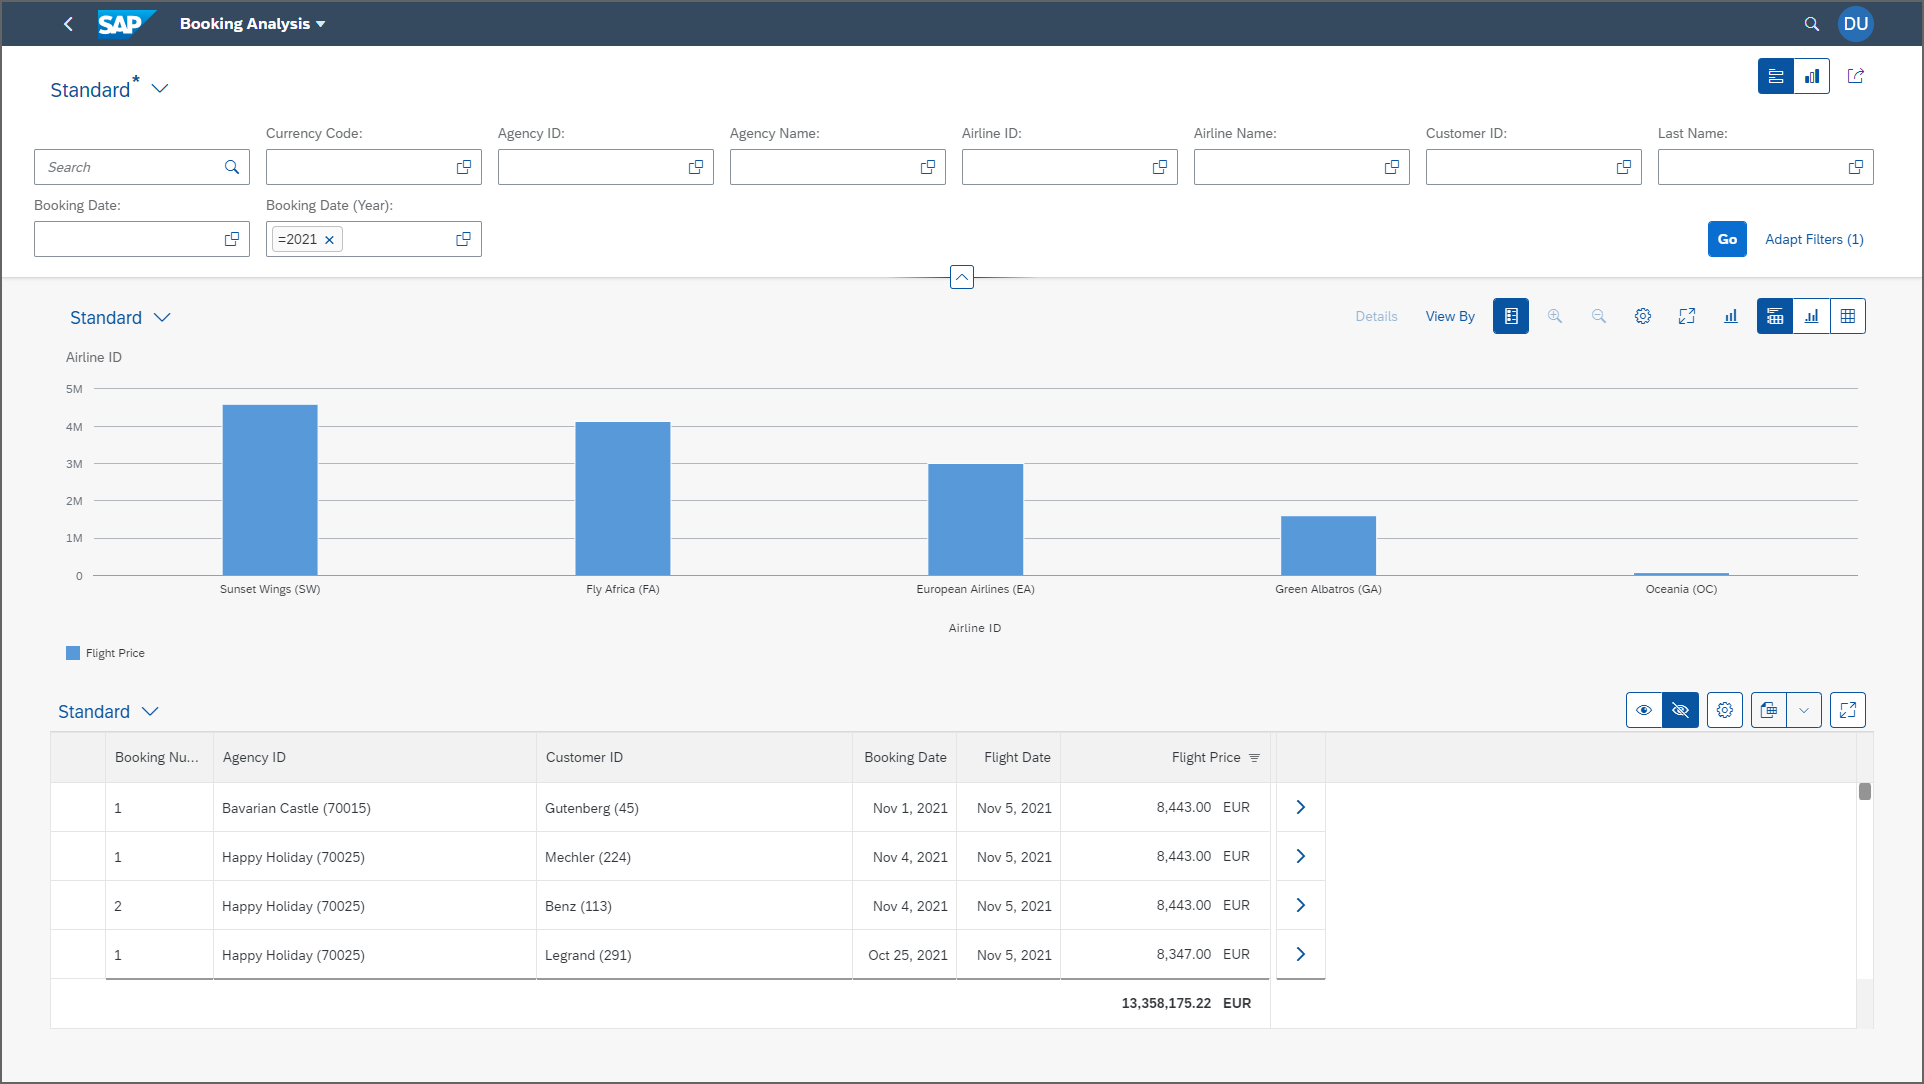 SAP Booking Analysis DU
Standard*
Currency Code: Agency ID: Agency Name: Airline ID: Airline Name: Customer ID: Last Name:
Search
Booking Date: Booking Date (Year):
=2021 Go Adapt Filters (1)
Standard Details View By
Airline ID
5M
4M
3M
2M
1M
0
Sunset Wings (SW) Fly Africa (FA) European Airlines (EA) Green Albatros (GA) Oceania (OC)
Airline ID
Flight Price
Standard
Booking Nu... Agency ID Customer ID Booking Date Flight Date Flight Price
1 Bavarian Castle (70015) Gutenberg (45) Nov 1, 2021 Nov 5, 2021 8,443.00 EUR
1 Happy Holiday (70025) Mechler (224) Nov 4, 2021 Nov 5, 2021 8,443.00 EUR
2 Happy Holiday (70025) Benz (113) Nov 4, 2021 Nov 5, 2021 8,443.00 EUR
1 Happy Holiday (70025) Legrand (291) Oct 25, 2021 Nov 5, 2021 8,347.00 EUR
13,358,175.22 EUR